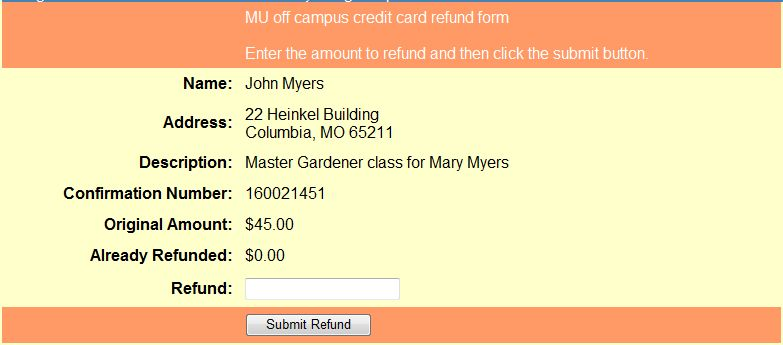 MU off campus credit card refund form
Enter the amount to refund and then click the submit button.
Name: John Myers
Address: 22 Heinkel Building
Columbia, MO 65211
Description: Master Gardener class for Mary Myers
Confirmation Number: 160021451
Original Amount: $45.00
Already Refunded: $0.00
Refund:
Submit Refund